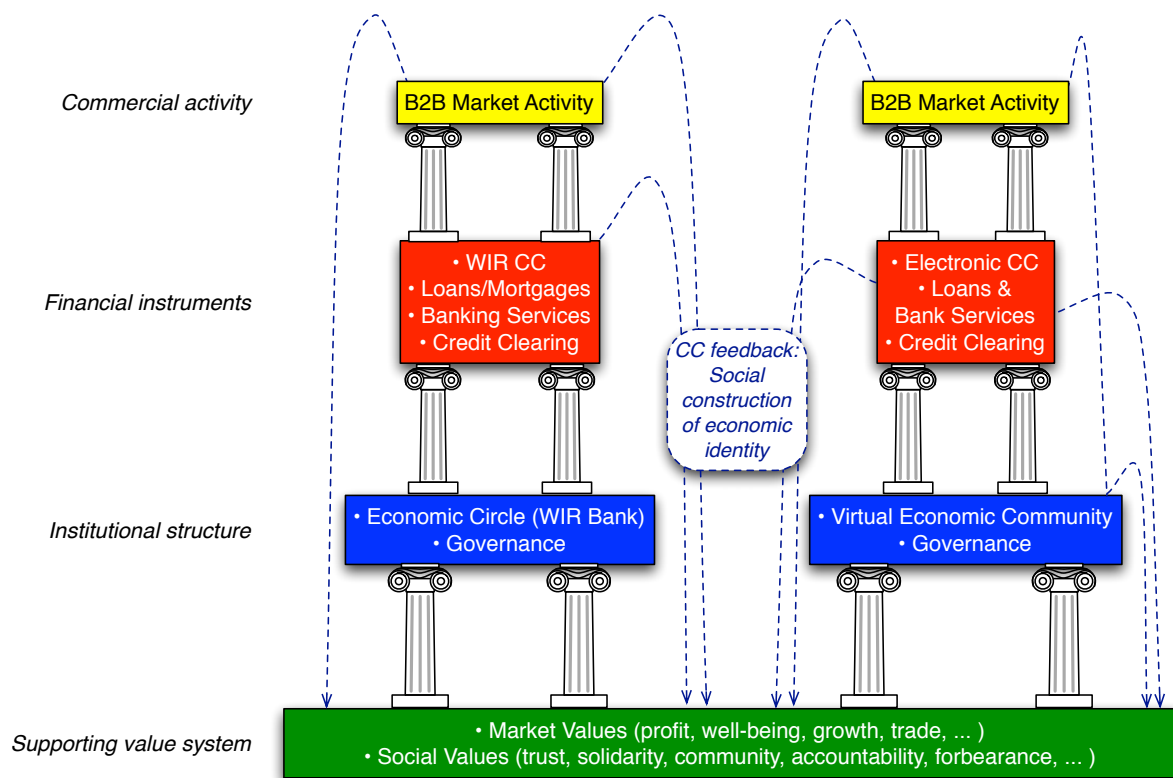 Commercial activity
B2B Market Activity
B2B Market Activity
Financial instruments
• WIR CC
• Loans/Mortgages
• Banking Services
• Credit Clearing
CC feedback:
Social
construction
of economic
identity
• Electronic CC
• Loans &
Bank Services
• Credit Clearing
Institutional structure
• Economic Circle (WIR Bank)
• Governance
• Virtual Economic Community
• Governance
Supporting value system
• Market Values (profit, well-being, growth, trade, ... )
• Social Values (trust, solidarity, community, accountability, forbearance, ... )